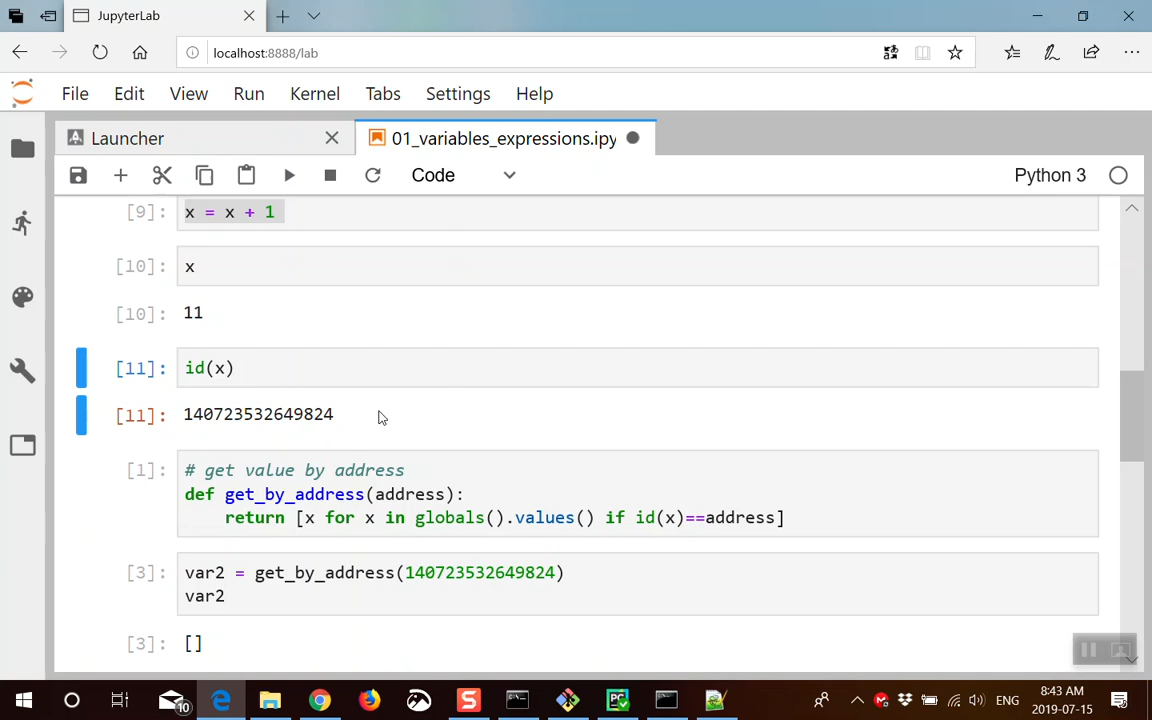 JupyterLab
localhost:8888/lab
File Edit View Run Kernel Tabs Settings Help
Launcher
01_variables_expressions.ipy
Code
Python 3
[9]: x = x + 1
[10]: x
[10]: 11
[11]: id(x)
[11]: 140723532649824
[1]: # get value by address
def get_by_address(address):
return [x for x in globals().values() if id(x)==address]
[3]: var2 = get_by_address(140723532649824)
var2
[3]: []
10
ENG
8:43 AM
2019-07-15